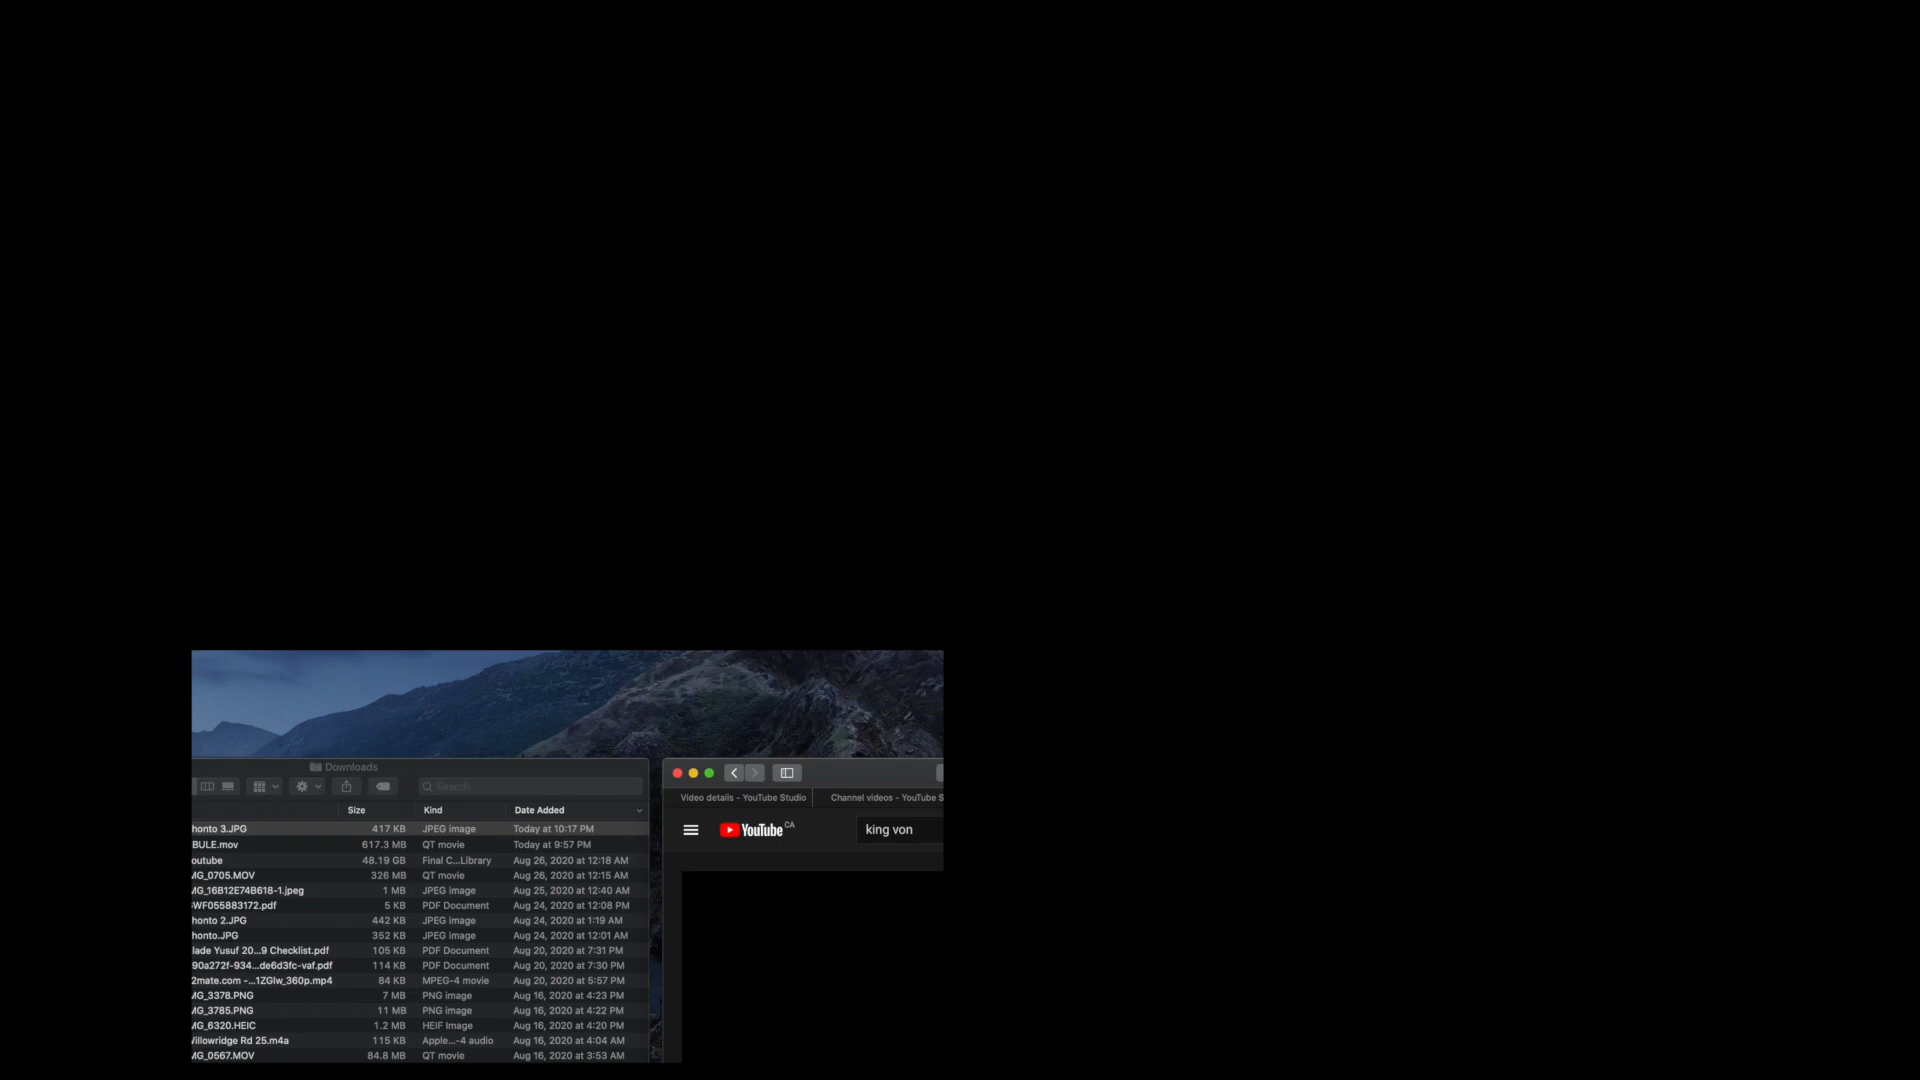 Downloads
Search
Size Kind Date Added
honto 3.JPG 417 KB JPEG image Today at 10:17 PM
BULE.mov 617.3 MB QT movie Today at 9:57 PM
outube 48.19 GB Final C...Library Aug 26, 2020 at 12:18 AM
MG_0705.MOV 326 MB QT movie Aug 26, 2020 at 12:15 AM
MG_16B12E74B618-1.jpeg 1 MB JPEG image Aug 25, 2020 at 12:40 AM
WF055883172.pdf 5 KB PDF Document Aug 24, 2020 at 12:08 PM
honto 2.JPG 442 KB JPEG image Aug 24, 2020 at 1:19 AM
honto.JPG 352 KB JPEG image Aug 24, 2020 at 12:01 AM
lade Yusuf 20...9 Checklist.pdf 105 KB PDF Document Aug 20, 2020 at 7:31 PM
90a272f-934...de6d3fc-vaf.pdf 114 KB PDF Document Aug 20, 2020 at 7:30 PM
2mate.com -...1ZGlw_360p.mp4 84 KB MPEG-4 movie Aug 20, 2020 at 5:57 PM
MG_3378.PNG 7 MB PNG image Aug 16, 2020 at 4:23 PM
MG_3785.PNG 11 MB PNG image Aug 16, 2020 at 4:22 PM
MG_6320.HEIC 1.2 MB HEIF Image Aug 16, 2020 at 4:20 PM
Willowridge Rd 25.m4a 115 KB Apple...-4 audio Aug 16, 2020 at 4:04 AM
MG_0567.MOV 84.8 MB QT movie Aug 16, 2020 at 3:53 AM
Video details - YouTube Studio Channel videos - YouTube S
YouTube CA king von